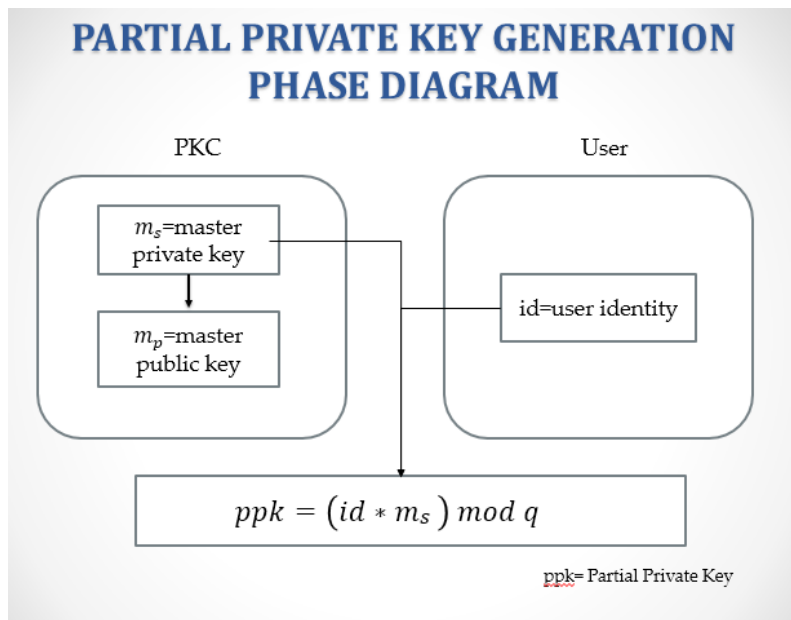 PARTIAL PRIVATE KEY GENERATION
PHASE DIAGRAM
PKC
User
mₛ=master
private key
id=user identity
mₚ=master
public key
ppk = (id * mₛ ) mod q
ppk= Partial Private Key